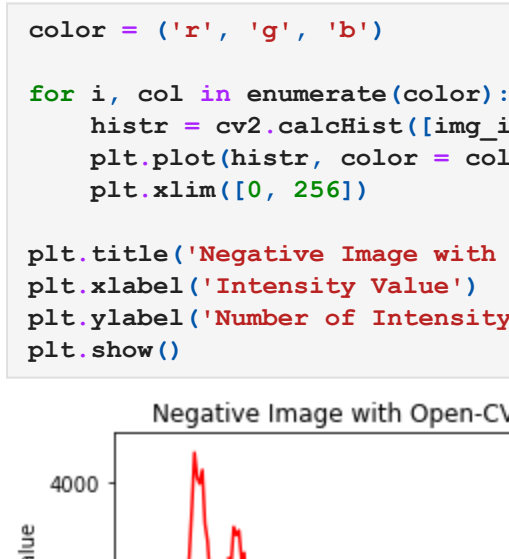 color = ('r', 'g', 'b')
for i, col in enumerate(color):
histr = cv2.calcHist([img_i
plt.plot(histr, color = col
plt.xlim([0, 256])
plt.title('Negative Image with
plt.xlabel('Intensity Value')
plt.ylabel('Number of Intensity
plt.show()
Negative Image with Open-CV
4000
alue